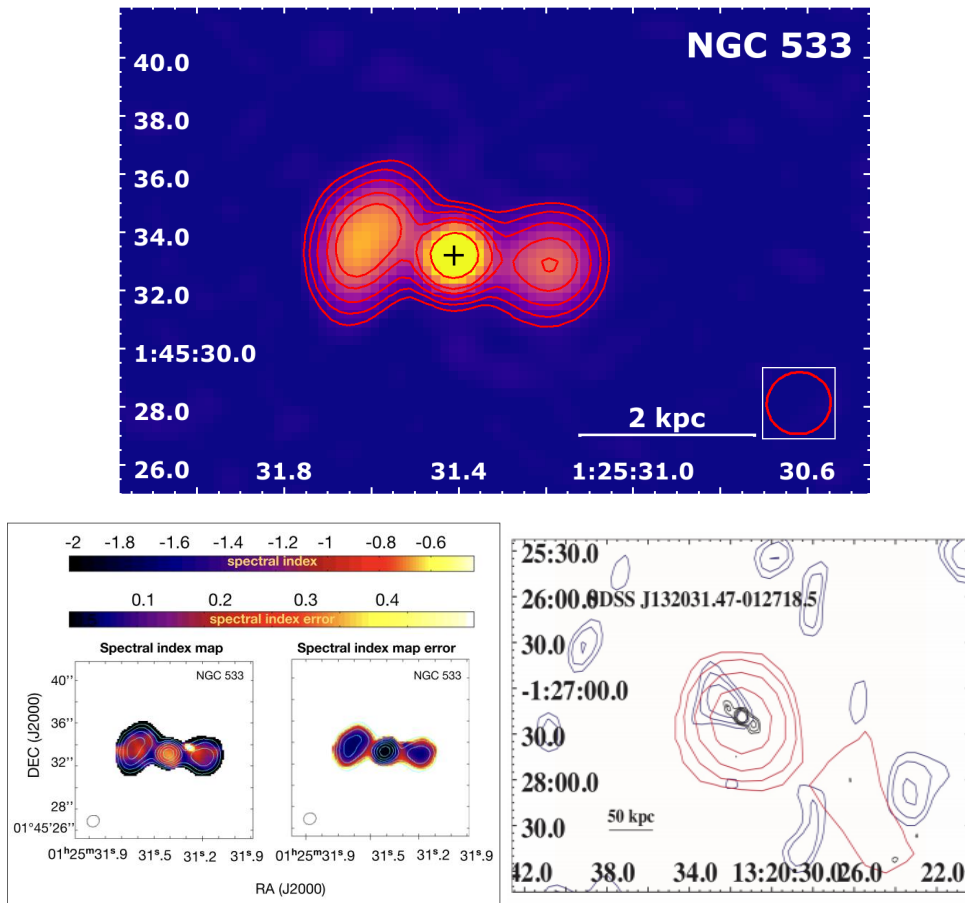 NGC 533
40.0
38.0
36.0
34.0
32.0
1:45:30.0
28.0
26.0
2 kpc
31.8 31.4 1:25:31.0 30.6
-2 -1.8 -1.6 -1.4 -1.2 -1 -0.8 -0.6
spectral index
0.1 0.2 0.3 0.4
spectral index error
Spectral index map Spectral index map error
NGC 533 NGC 533
DEC (J2000)
40''
36''
32''
28''
01°45'26''
01h25m31s.9 31s.5 31s.2 31s.9 01h25m31s.9 31s.5 31s.2 31s.9
RA (J2000)
25:30.0
26:00.0 SDSS J132031.47-012718.5
30.0
-1:27:00.0
30.0
28:00.0
30.0
50 kpc
42.0 38.0 34.0 13:20:30.0 26.0 22.0